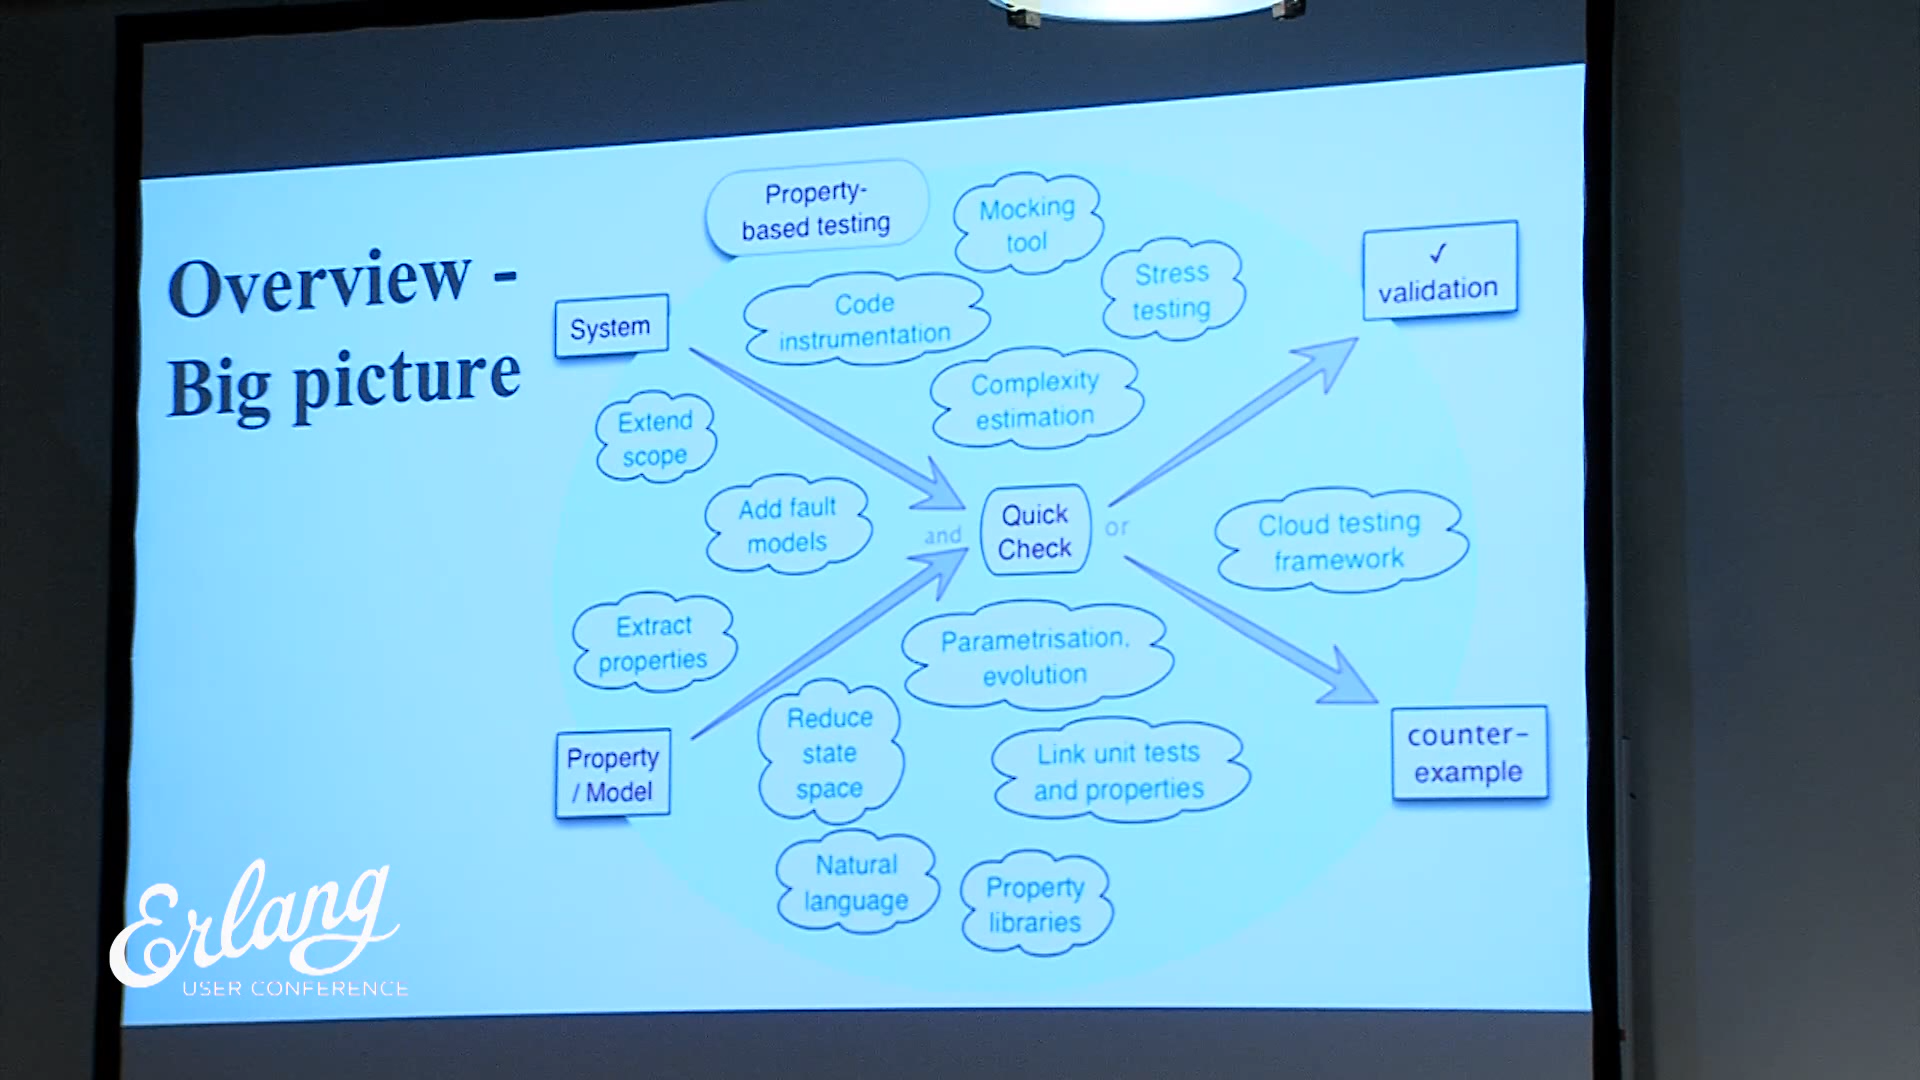 Overview -
Big picture
Property-
based testing
Mocking
tool
Stress
testing
✓
validation
Code
instrumentation
System
Complexity
estimation
Extend
scope
Add fault
models
and
Quick
Check
or
Cloud testing
framework
Extract
properties
Parametrisation,
evolution
Property
/ Model
Reduce
state
space
Link unit tests
and properties
counter-
example
Natural
language
Property
libraries
Erlang
USER CONFERENCE